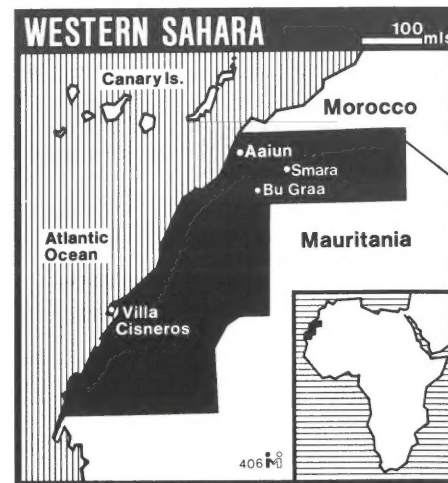 WESTERN SAHARA
100
mls
Canary Is.
Morocco
Aaiun
Smara
Bu Graa
Mauritania
Atlantic
Ocean
Villa
Cisneros
406